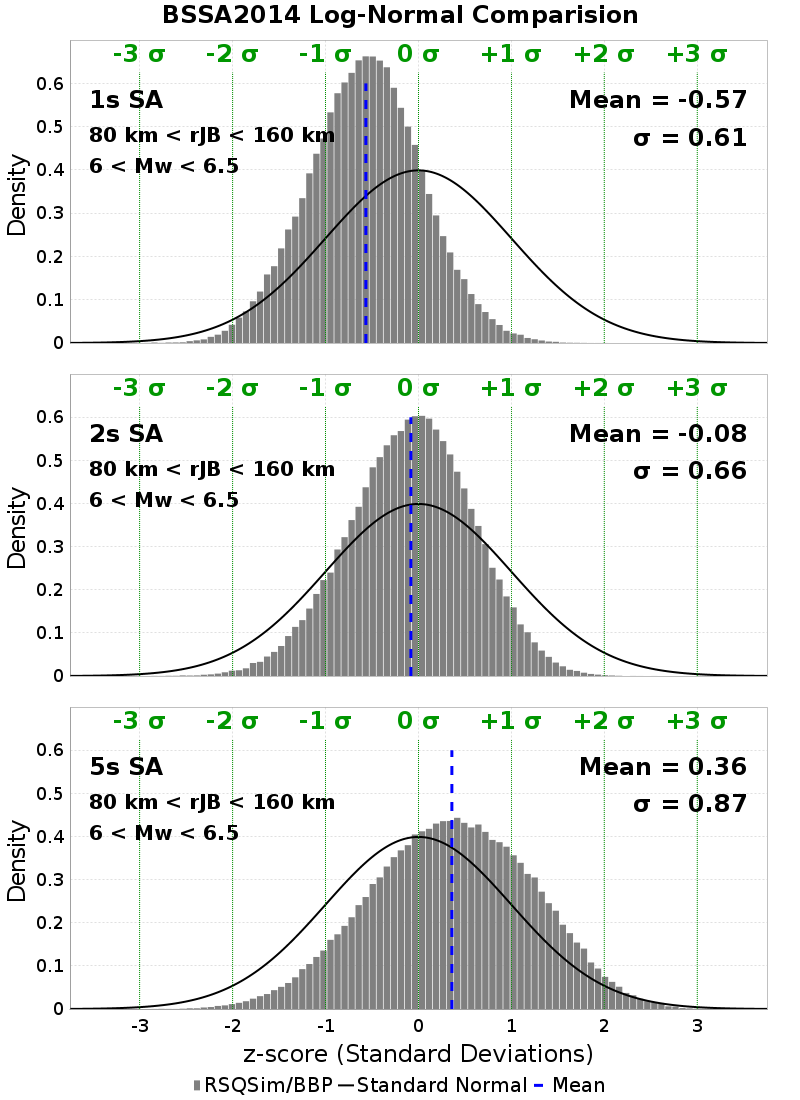 BSSA2014 Log-Normal Comparision
-3 σ -2 σ -1 σ 0 σ +1 σ +2 σ +3 σ
1s SA
Mean = -0.57
80 km < rJB < 160 km
σ = 0.61
6 < Mw < 6.5
Density
0.6
0.5
0.4
0.3
0.2
0.1
0
-3 σ -2 σ -1 σ 0 σ +1 σ +2 σ +3 σ
2s SA
Mean = -0.08
80 km < rJB < 160 km
σ = 0.66
6 < Mw < 6.5
Density
0.6
0.5
0.4
0.3
0.2
0.1
0
-3 σ -2 σ -1 σ 0 σ +1 σ +2 σ +3 σ
5s SA
Mean = 0.36
80 km < rJB < 160 km
σ = 0.87
6 < Mw < 6.5
Density
0.6
0.5
0.4
0.3
0.2
0.1
0
-3 -2 -1 0 1 2 3
z-score (Standard Deviations)
RSQSim/BBP Standard Normal Mean